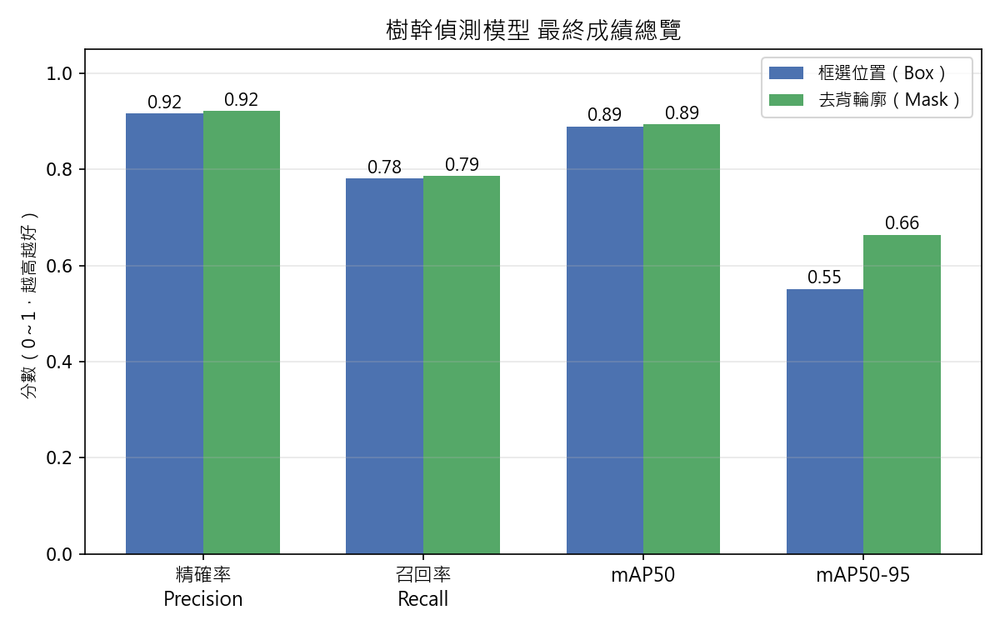 樹幹偵測模型 最終成績總覽
框選位置（Box）
去背輪廓（Mask）
分數（0~1，越高越好）
1.0
0.8
0.6
0.4
0.2
0.0
0.92
0.92
0.78
0.79
0.89
0.89
0.55
0.66
精確率
Precision
召回率
Recall
mAP50
mAP50-95